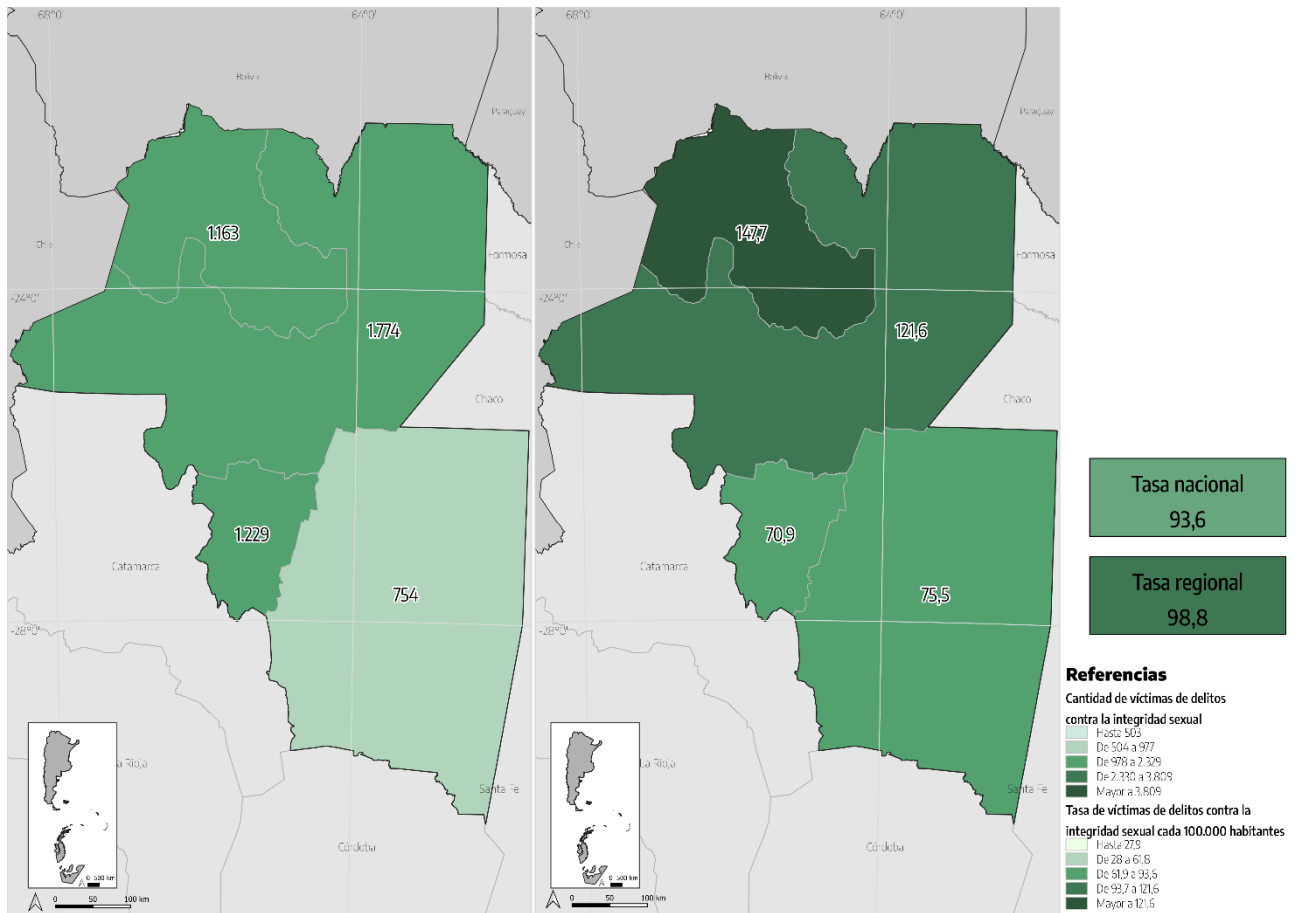 -68°0'
-64°0'
Bolivia
Paraguay
1.163
Chile
Formosa
-24°0'
1.774
Chaco
1.229
Catamarca
754
-28°0'
La Rioja
Santa Fe
Córdoba
0 500 km
0 50 100 km
-68°0'
-64°0'
Bolivia
Paraguay
147,7
Formosa
-24°0'
121,6
Chaco
70,9
Catamarca
75,5
-28°0'
La Rioja
Santa Fe
Córdoba
0 500 km
0 50 100 km
Tasa nacional
93,6
Tasa regional
98,8
Referencias
Cantidad de víctimas de delitos
contra la integridad sexual
Hasta 503
De 504 a 977
De 978 a 2.329
De 2.330 a 3.809
Mayor a 3.809
Tasa de víctimas de delitos contra la
integridad sexual cada 100.000 habitantes
Hasta 27,9
De 28 a 61,8
De 61,9 a 93,6
De 93,7 a 121,6
Mayor a 121,6